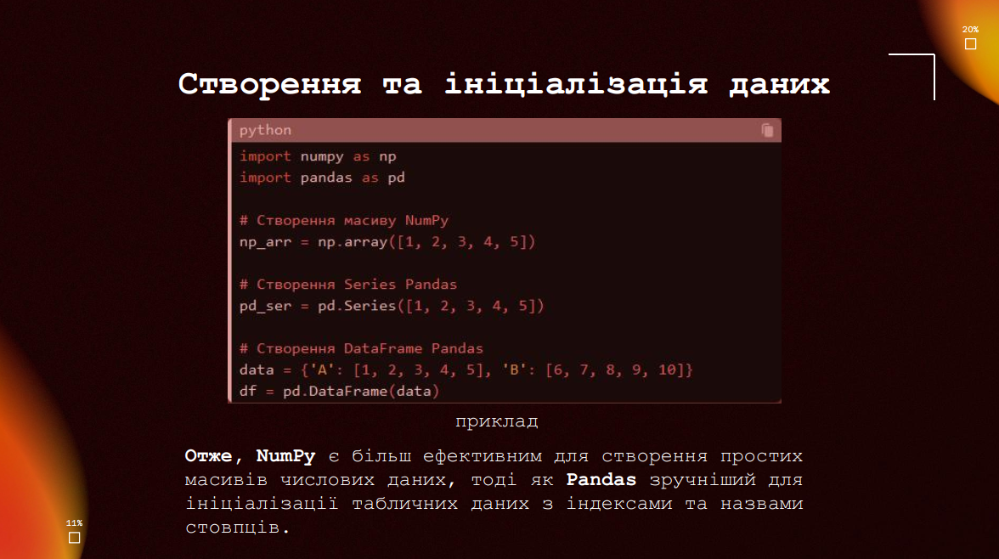 20%
Створення та ініціалізація даних
python
import numpy as np
import pandas as pd
# Створення масиву NumPy
np_arr = np.array([1, 2, 3, 4, 5])
# Створення Series Pandas
pd_ser = pd.Series([1, 2, 3, 4, 5])
# Створення DataFrame Pandas
data = {'A': [1, 2, 3, 4, 5], 'B': [6, 7, 8, 9, 10]}
df = pd.DataFrame(data)
приклад
Отже, NumPy є більш ефективним для створення простих
масивів числових даних, тоді як Pandas зручніший для
ініціалізації табличних даних з індексами та назвами
стовпців.
11%